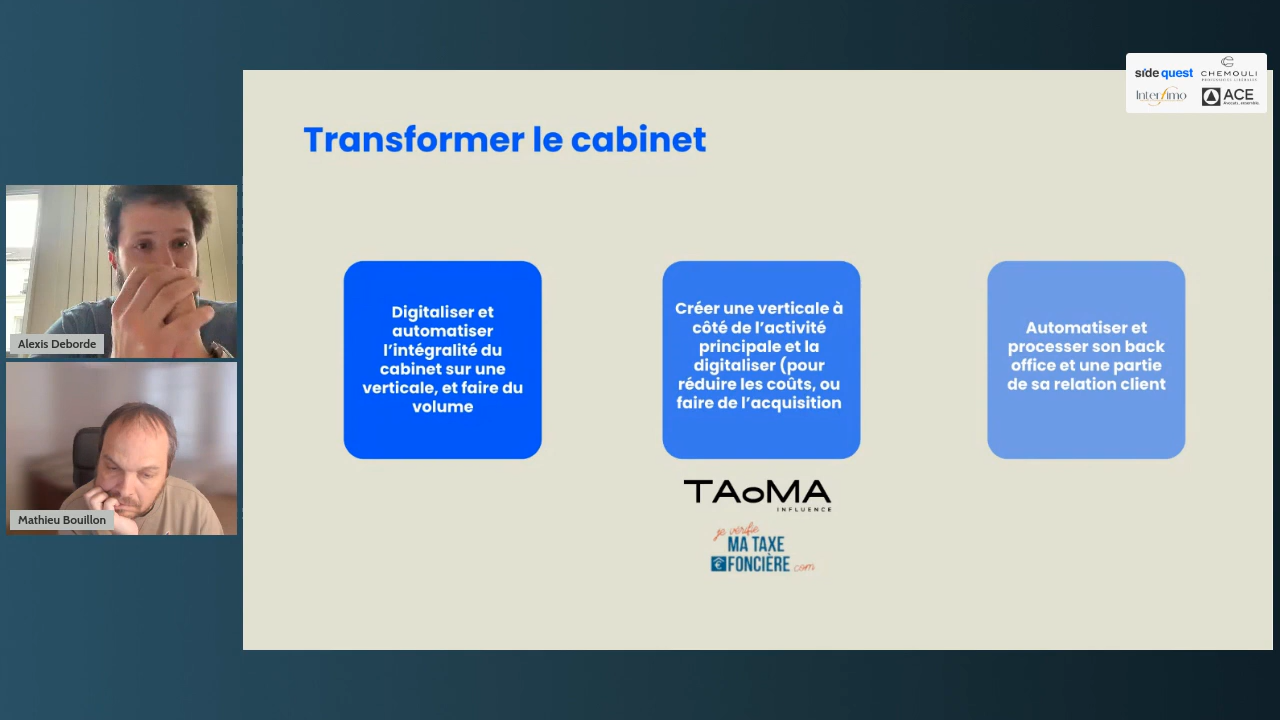 side quest
CHEMOULI
Interfimo
ACE
Transformer le cabinet
Digitaliser et
automatiser
l’intégralité du
cabinet sur une
verticale, et faire du
volume
Créer une verticale à
côté de l’activité
principale et la
digitaliser (pour
réduire les coûts, ou
faire de l’acquisition
Automatiser et
processer son back
office et une partie
de sa relation client
TAoMA
INFLUENCE
je vérifie
MA TAXE
FONCIÈRE .com
Alexis Deborde
Mathieu Bouillon